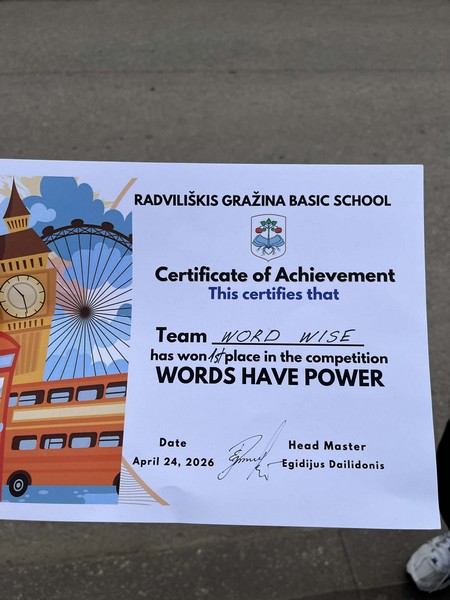 RADVILIŠKIS GRAŽINA BASIC SCHOOL
Certificate of Achievement
This certifies that
Team WORD WISE
has won 1st place in the competition
WORDS HAVE POWER
Date
April 24, 2026
Head Master
Egidijus Dailidonis